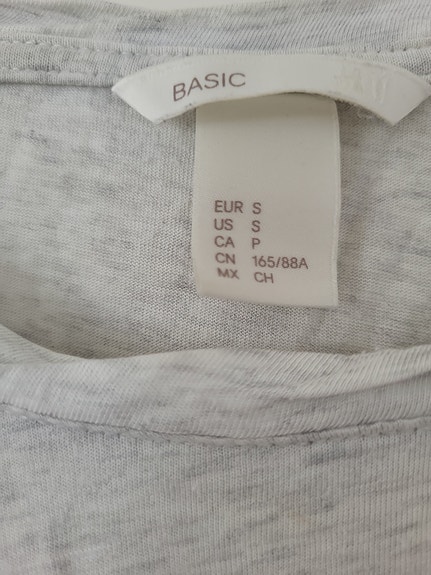 BASIC
EUR S
US S
CA P
CN 165/88A
MX CH